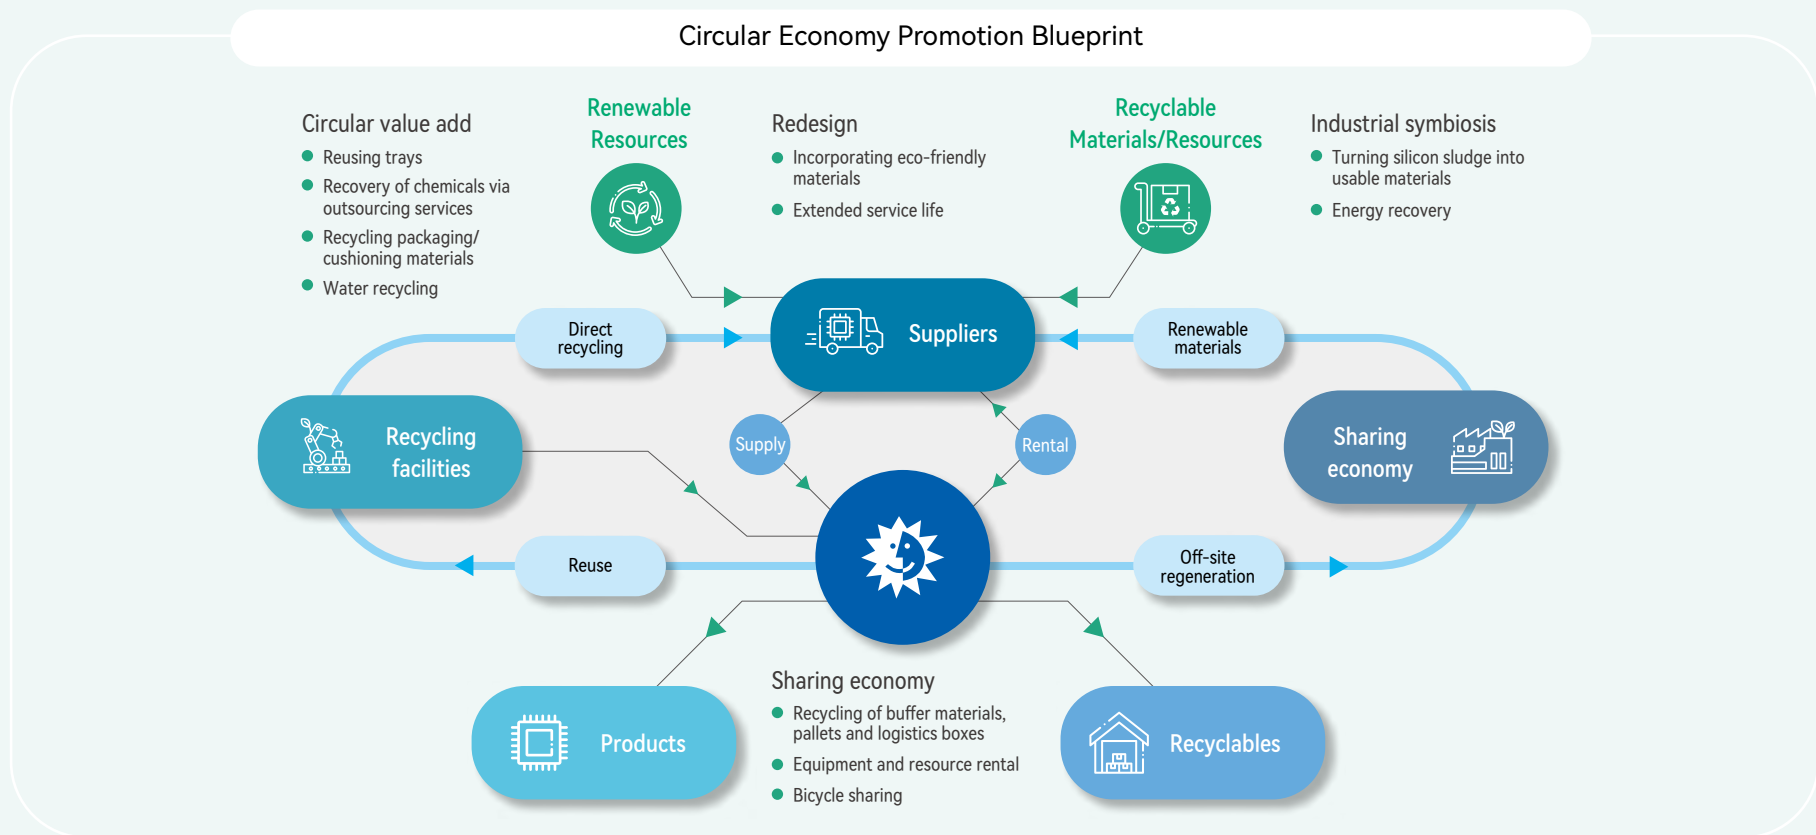 Circular Economy Promotion Blueprint
Circular value add
Reusing trays
Recovery of chemicals via
outsourcing services
Recycling packaging/
cushioning materials
Water recycling
Renewable
Resources
Redesign
Incorporating eco-friendly
materials
Extended service life
Recyclable
Materials/Resources
Industrial symbiosis
Turning silicon sludge into
usable materials
Energy recovery
Direct
recycling
Suppliers
Renewable
materials
Recycling
facilities
Supply
Rental
Sharing
economy
Reuse
Off-site
regeneration
Products
Sharing economy
Recycling of buffer materials,
pallets and logistics boxes
Equipment and resource rental
Bicycle sharing
Recyclables